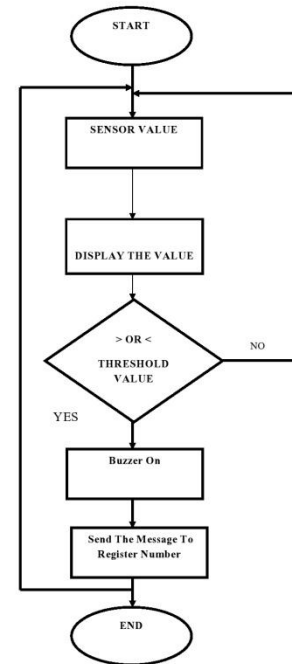 START
SENSOR VALUE
DISPLAY THE VALUE
> OR <
THRESHOLD
VALUE
NO
YES
Buzzer On
Send The Message To
Register Number
END